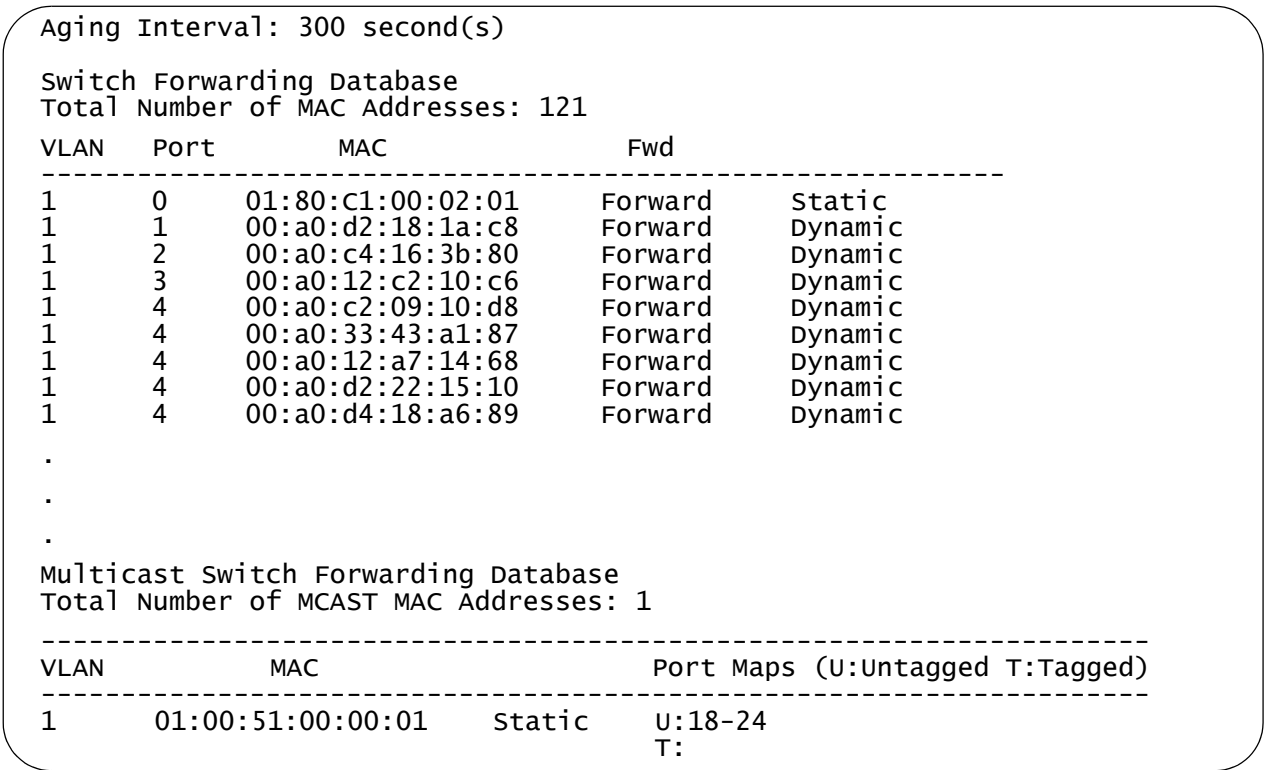 Aging Interval: 300 second(s)
Switch Forwarding Database
Total Number of MAC Addresses: 121
VLAN Port MAC Fwd
------------------------------------------------------------
1 0 01:80:C1:00:02:01 Forward Static
1 1 00:a0:d2:18:1a:c8 Forward Dynamic
1 2 00:a0:c4:16:3b:80 Forward Dynamic
1 3 00:a0:12:c2:10:c6 Forward Dynamic
1 4 00:a0:c2:09:10:d8 Forward Dynamic
1 4 00:a0:33:43:a1:87 Forward Dynamic
1 4 00:a0:12:a7:14:68 Forward Dynamic
1 4 00:a0:d2:22:15:10 Forward Dynamic
1 4 00:a0:d4:18:a6:89 Forward Dynamic
.
.
.
Multicast Switch Forwarding Database
Total Number of MCAST MAC Addresses: 1
---------------------------------------------------------------------
VLAN MAC Port Maps (U:Untagged T:Tagged)
---------------------------------------------------------------------
1 01:00:51:00:00:01 Static U:18-24
T: